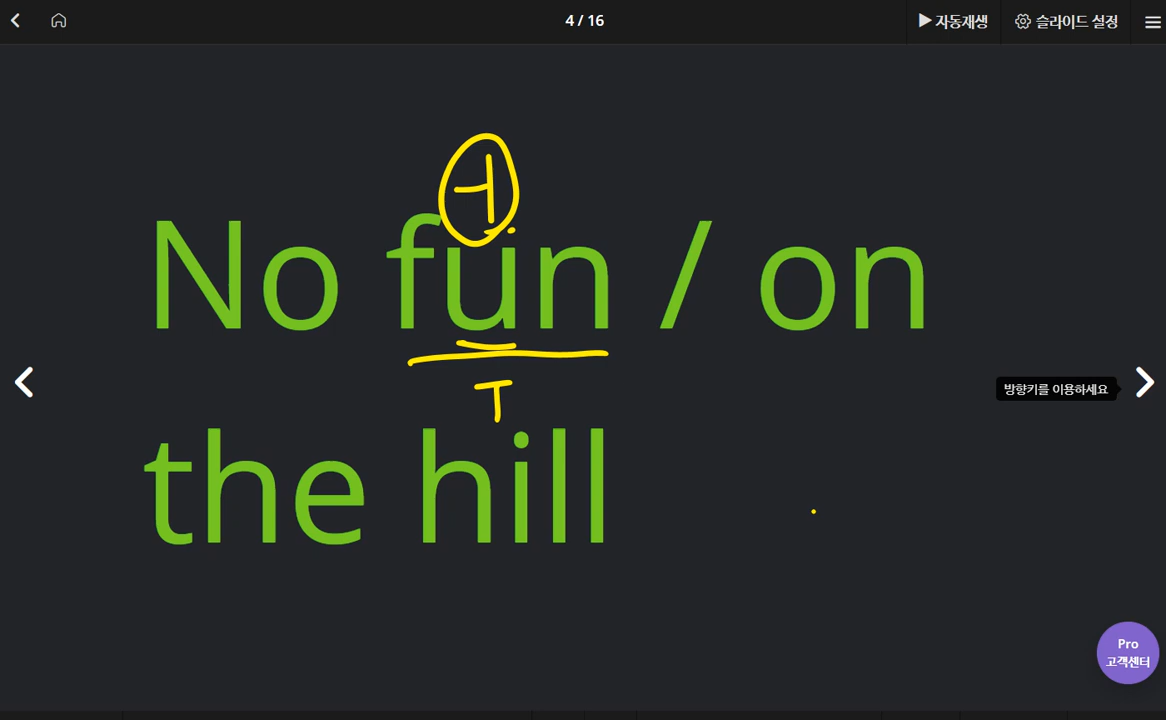 4 / 16
▶ 자동재생
슬라이드 설정
ㅓ
No fun / on
ㅜ
방향키를 이용하세요
the hill
Pro
고객센터